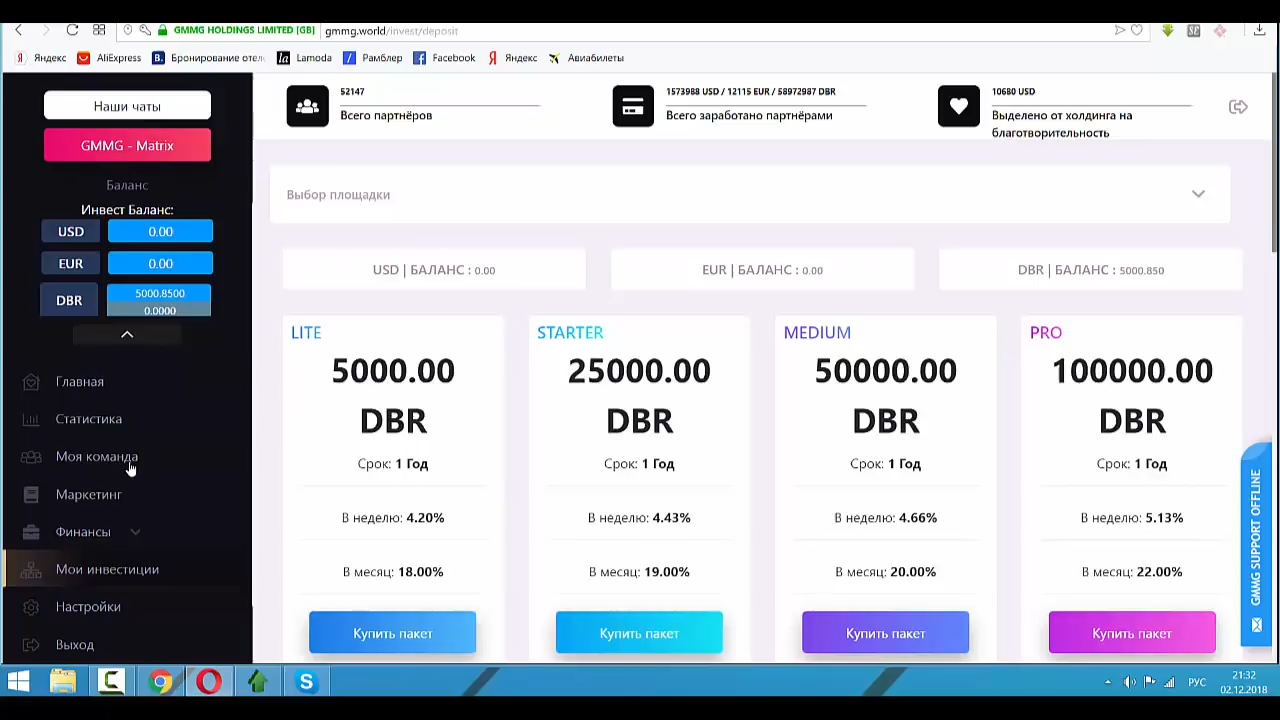 GMMG HOLDINGS LIMITED [GB]
gmmg.world/invest/deposit
Яндекс
AliExpress
Бронирование отел
Lamoda
Рамблер
Facebook
Яндекс
Авиабилеты
Наши чаты
GMMG - Matrix
Баланс
Инвест Баланс:
USD 0.00
EUR 0.00
DBR 5000.8500
0.0000
Главная
Статистика
Моя команда
Маркетинг
Финансы
Мои инвестиции
Настройки
Выход
52147
Всего партнёров
1573988 USD / 12115 EUR / 58972987 DBR
Всего заработано партнёрами
10680 USD
Выделено от холдинга на
благотворительность
Выбор площадки
USD | БАЛАНС : 0.00
EUR | БАЛАНС : 0.00
DBR | БАЛАНС : 5000.850
LITE
5000.00
DBR
Срок: 1 Год
В неделю: 4.20%
В месяц: 18.00%
Купить пакет
STARTER
25000.00
DBR
Срок: 1 Год
В неделю: 4.43%
В месяц: 19.00%
Купить пакет
MEDIUM
50000.00
DBR
Срок: 1 Год
В неделю: 4.66%
В месяц: 20.00%
Купить пакет
PRO
100000.00
DBR
Срок: 1 Год
В неделю: 5.13%
В месяц: 22.00%
Купить пакет
GMMG SUPPORT OFFLINE
РУС
21:32
02.12.2018